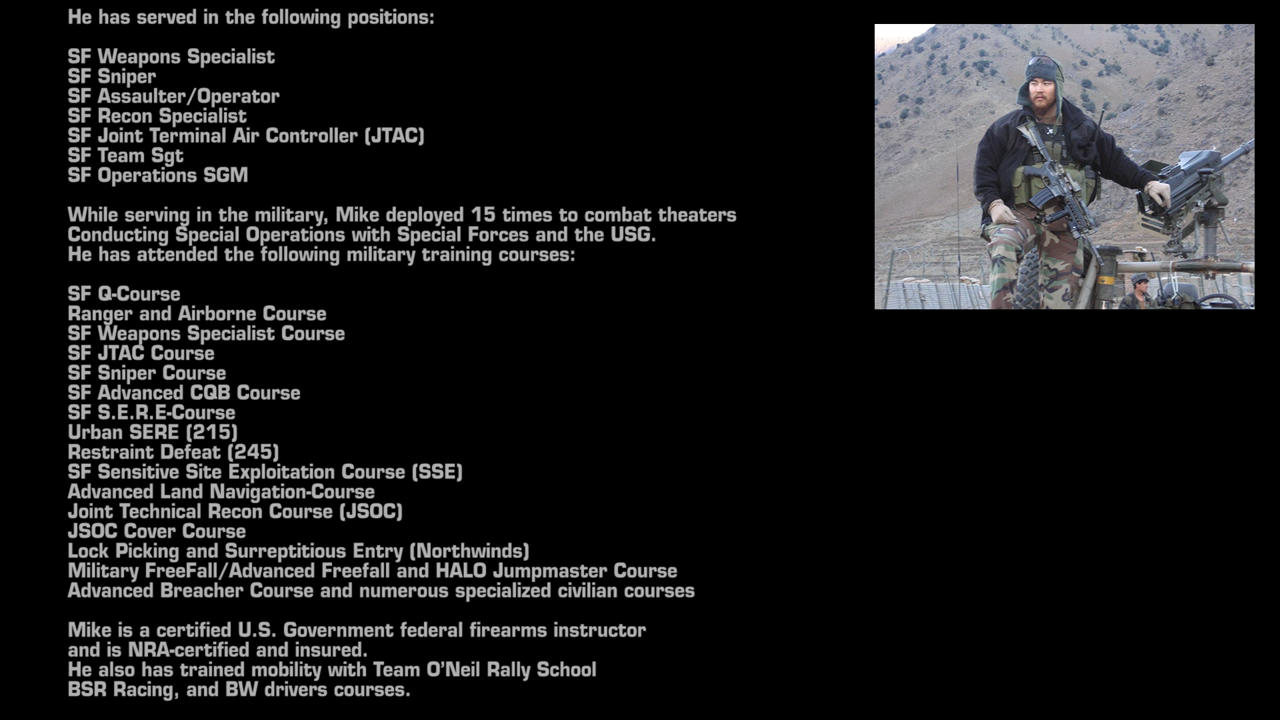 He has served in the following positions:
SF Weapons Specialist
SF Sniper
SF Assaulter/Operator
SF Recon Specialist
SF Joint Terminal Air Controller (JTAC)
SF Team Sgt
SF Operations SGM
While serving in the military, Mike deployed 15 times to combat theaters
Conducting Special Operations with Special Forces and the USG.
He has attended the following military training courses:
SF Q-Course
Ranger and Airborne Course
SF Weapons Specialist Course
SF JTAC Course
SF Sniper Course
SF Advanced CQB Course
SF S.E.R.E-Course
Urban SERE (215)
Restraint Defeat (245)
SF Sensitive Site Exploitation Course (SSE)
Advanced Land Navigation-Course
Joint Technical Recon Course (JSOC)
JSOC Cover Course
Lock Picking and Surreptitious Entry (Northwinds)
Military FreeFall/Advanced Freefall and HALO Jumpmaster Course
Advanced Breacher Course and numerous specialized civilian courses
Mike is a certified U.S. Government federal firearms instructor
and is NRA-certified and insured.
He also has trained mobility with Team O'Neil Rally School
BSR Racing, and BW drivers courses.